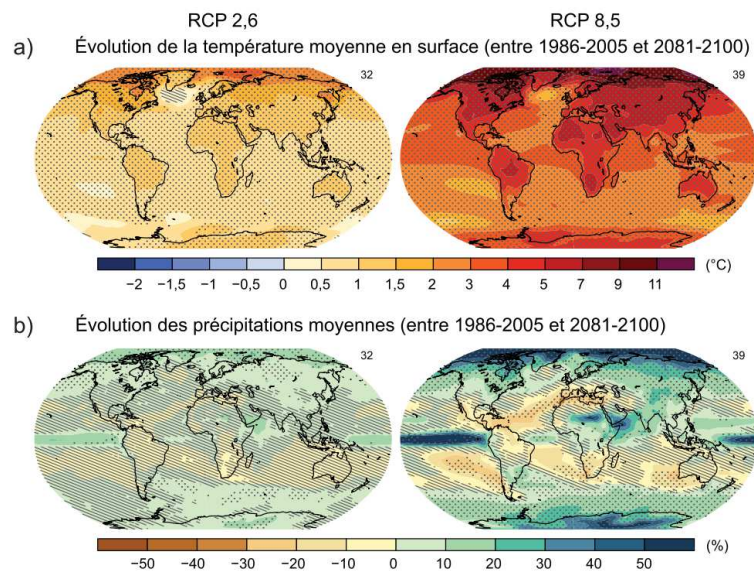 RCP 2,6 RCP 8,5
a) Évolution de la température moyenne en surface (entre 1986-2005 et 2081-2100)
32 39
−2 −1,5 −1 −0,5 0 0,5 1 1,5 2 3 4 5 7 9 11 (°C)
b) Évolution des précipitations moyennes (entre 1986-2005 et 2081-2100)
32 39
−50 −40 −30 −20 −10 0 10 20 30 40 50 (%)